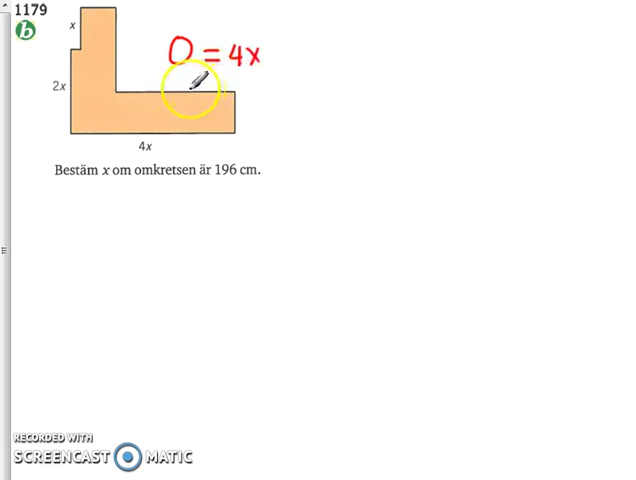 1179
b
x
O = 4x
2x
4x
Bestäm x om omkretsen är 196 cm.
RECORDED WITH
SCREENCAST MATIC